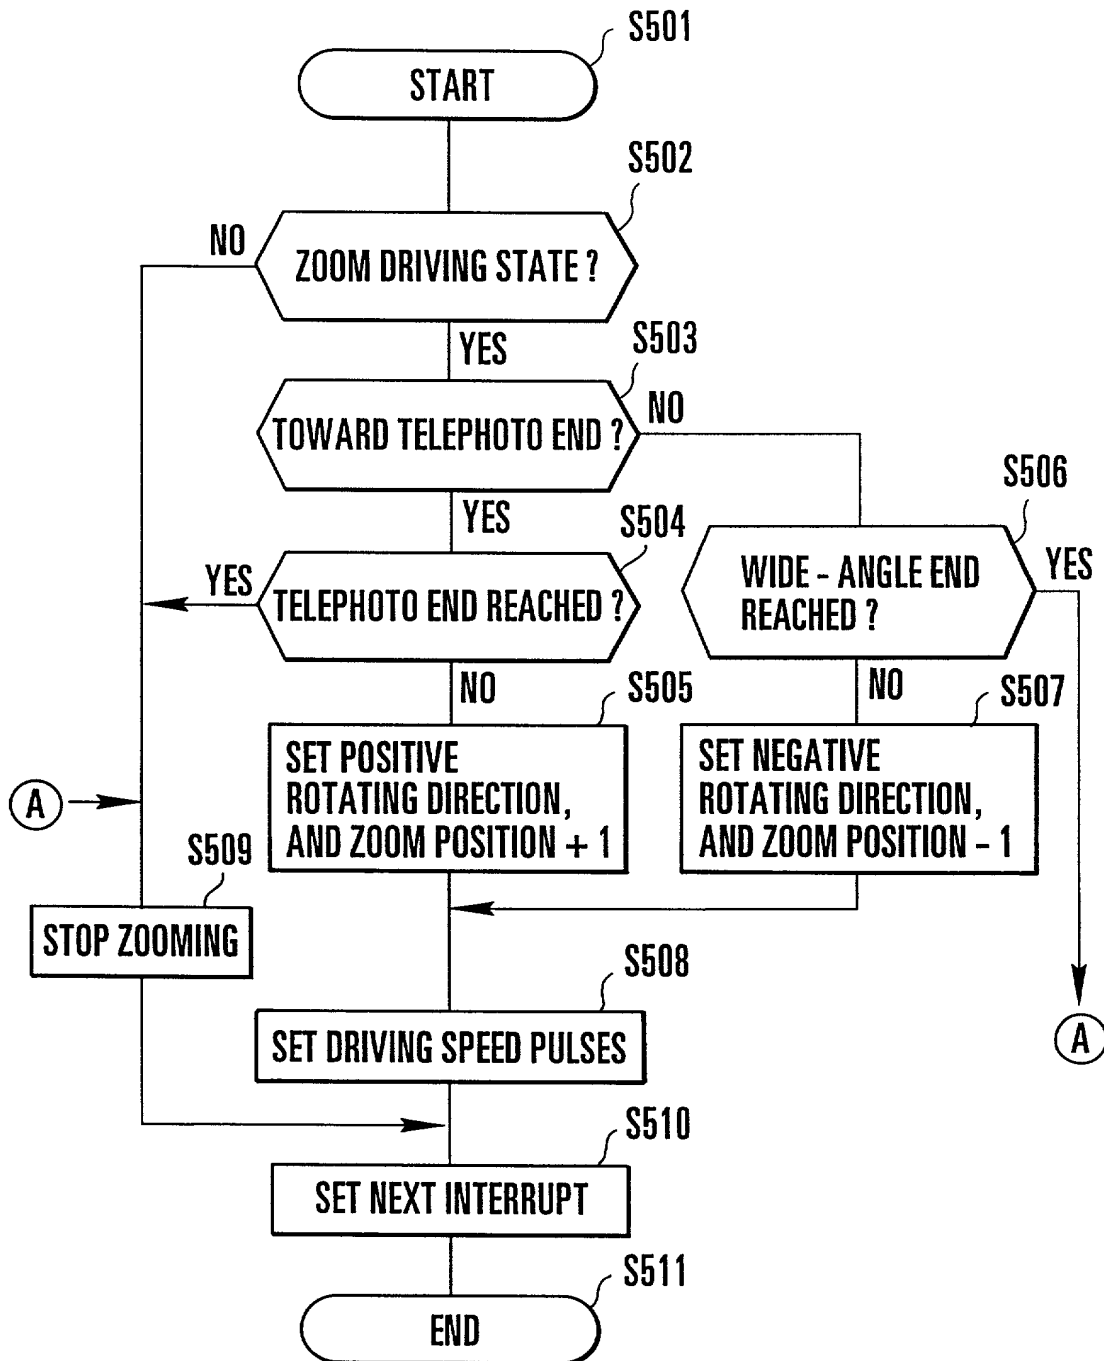 S501
START
S502
NO
ZOOM DRIVING STATE ?
YES
S503
TOWARD TELEPHOTO END ?
NO
YES
S504
S506
YES
TELEPHOTO END REACHED ?
WIDE - ANGLE END
REACHED ?
YES
NO
S505
NO
S507
SET POSITIVE
ROTATING DIRECTION,
AND ZOOM POSITION + 1
SET NEGATIVE
ROTATING DIRECTION,
AND ZOOM POSITION - 1
A
S509
STOP ZOOMING
S508
SET DRIVING SPEED PULSES
A
S510
SET NEXT INTERRUPT
S511
END